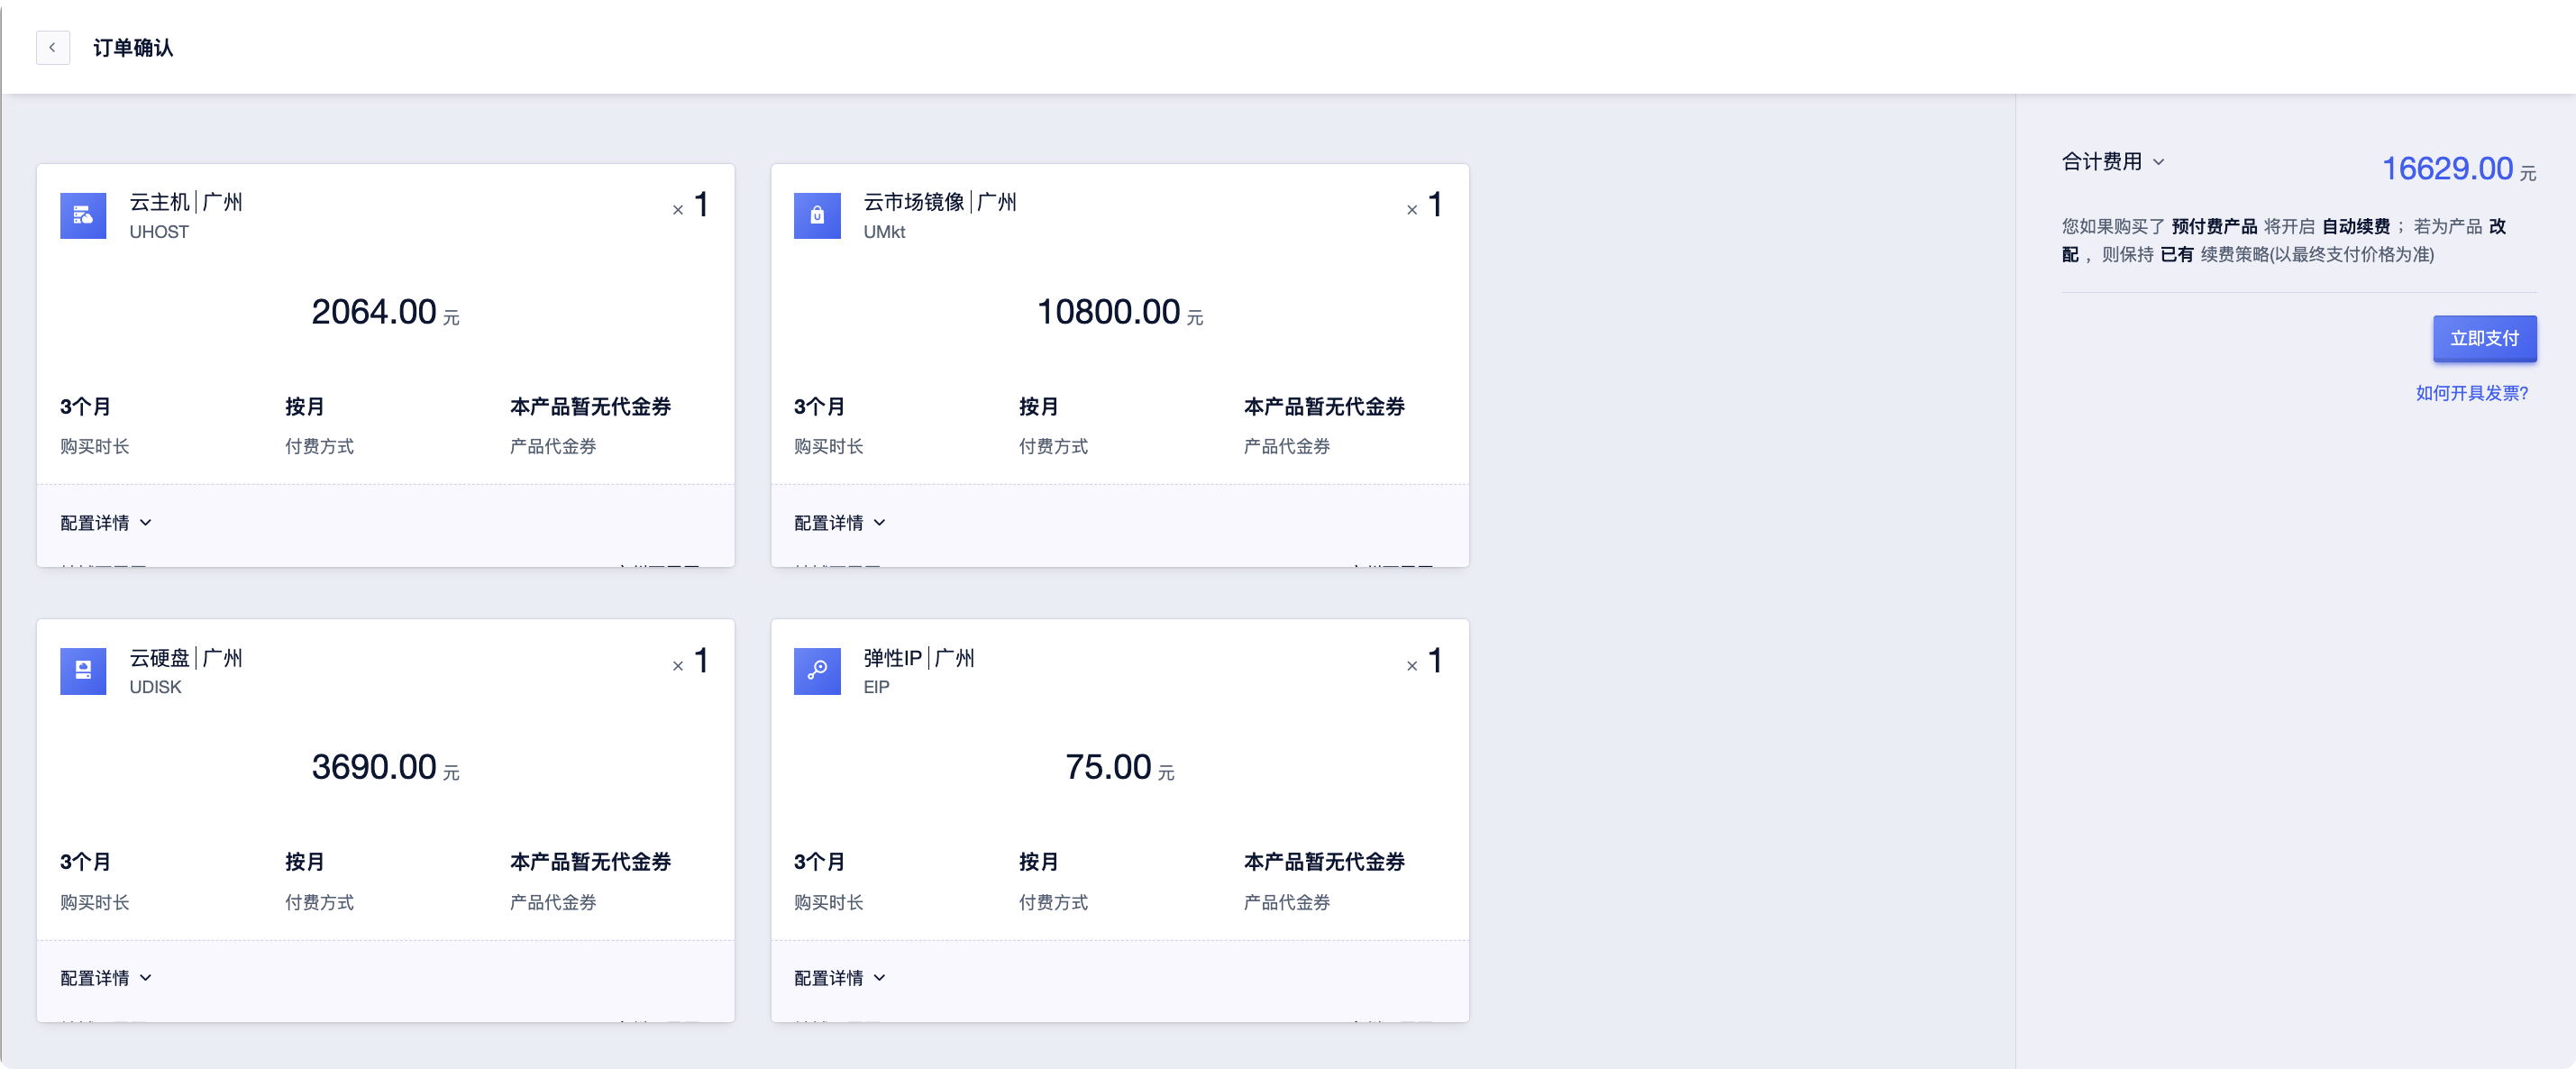 订单确认
云主机|广州
UHOST
× 1
2064.00 元
3个月
按月
本产品暂无代金券
购买时长
付费方式
产品代金券
配置详情
云市场镜像|广州
UMkt
× 1
10800.00 元
3个月
按月
本产品暂无代金券
购买时长
付费方式
产品代金券
配置详情
云硬盘|广州
UDISK
× 1
3690.00 元
3个月
按月
本产品暂无代金券
购买时长
付费方式
产品代金券
配置详情
弹性IP|广州
EIP
× 1
75.00 元
3个月
按月
本产品暂无代金券
购买时长
付费方式
产品代金券
配置详情
合计费用
16629.00 元
您如果购买了 预付费产品 将开启 自动续费 ；若为产品 改
配 ，则保持 已有 续费策略(以最终支付价格为准)
立即支付
如何开具发票?